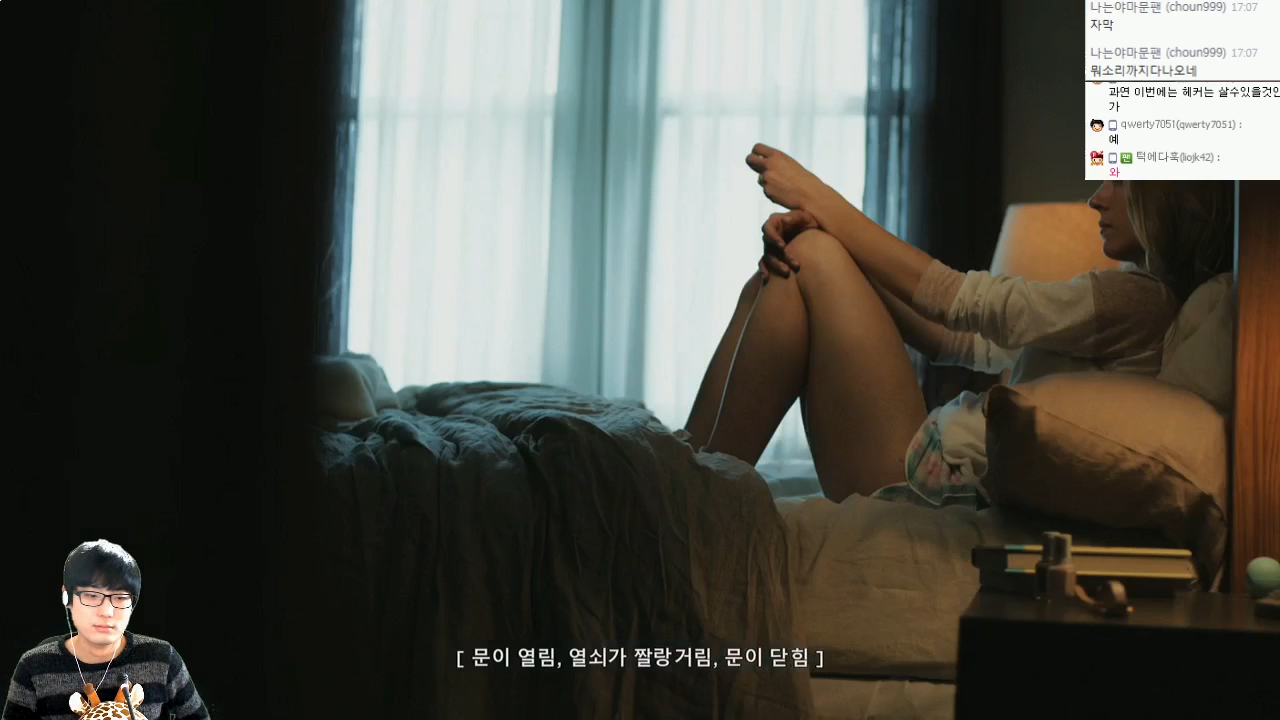 나는야마문팬 (choun999) 17:07
자막
나는야마문팬 (choun999) 17:07
뭐소리까지다나오네
과연 이번에는 헤커는 살수있을것인
가
qwerty7051(qwerty7051) :
예
팬 턱에다훅(liojk42) :
와
[ 문이 열림, 열쇠가 짤랑거림, 문이 닫힘 ]